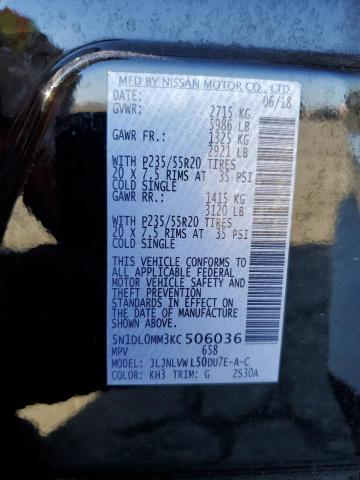 MFD BY NISSAN MOTOR CO., LTD
DATE: 06/18
GVWR: 2715 KG
5986 LB
GAWR FR.: 1325 KG
2921 LB
WITH P235/55R20 TIRES
20 X 7.5 RIMS AT 35 PSI
COLD SINGLE
GAWR RR.: 1415 KG
3120 LB
WITH P235/55R20 TIRES
20 X 7.5 RIMS AT 35 PSI
COLD SINGLE
THIS VEHICLE CONFORMS TO
ALL APPLICABLE FEDERAL
MOTOR VEHICLE SAFETY AND
STANDARDS IN EFFECT ON
THE DATE OF MANUFACTURE
SHOWN ABOVE.
5N1DL0MM3KC506036
MPV 658
MODEL: JLJNLVWL50DU7E-A-C
COLOR: KH3 TRIM: G ZS30A